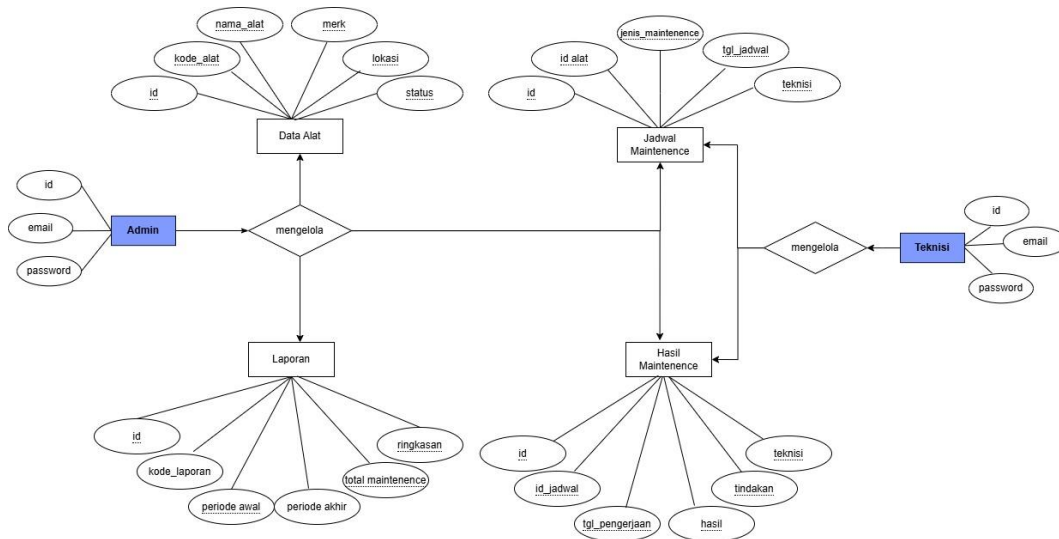 nama_alat
merk
kode_alat
lokasi
id
status
Data Alat
jenis_maintenence
id alat
tgl_jadwal
id
teknisi
Jadwal
Maintenence
id
email
password
Admin
mengelola
mengelola
Teknisi
id
email
password
Laporan
id
kode_laporan
periode awal
periode akhir
total maintenence
ringkasan
Hasil
Maintenence
id
id_jadwal
tgl_pengerjaan
hasil
tindakan
teknisi